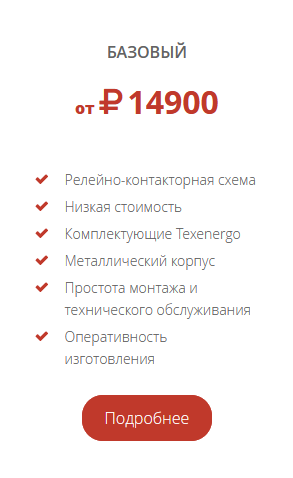 БАЗОВЫЙ
от ₽ 14900
Релейно-контакторная схема
Низкая стоимость
Комплектующие Texenergo
Металлический корпус
Простота монтажа и
технического обслуживания
Оперативность
изготовления
Подробнее